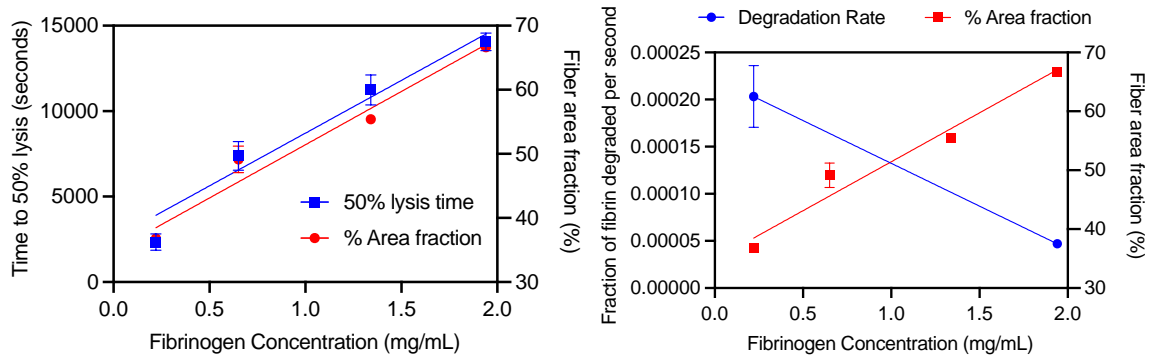 Time to 50% lysis (seconds)
15000
10000
5000
0
70
60
50
40
30
Fiber area fraction (%)
50% lysis time
% Area fraction
0.0 0.5 1.0 1.5 2.0
Fibrinogen Concentration (mg/mL)
Degradation Rate % Area fraction
Fraction of fibrin degraded per second
0.00025
0.00020
0.00015
0.00010
0.00005
0.00000
70
60
50
40
30
Fiber area fraction (%)
0.0 0.5 1.0 1.5 2.0
Fibrinogen Concentration (mg/mL)